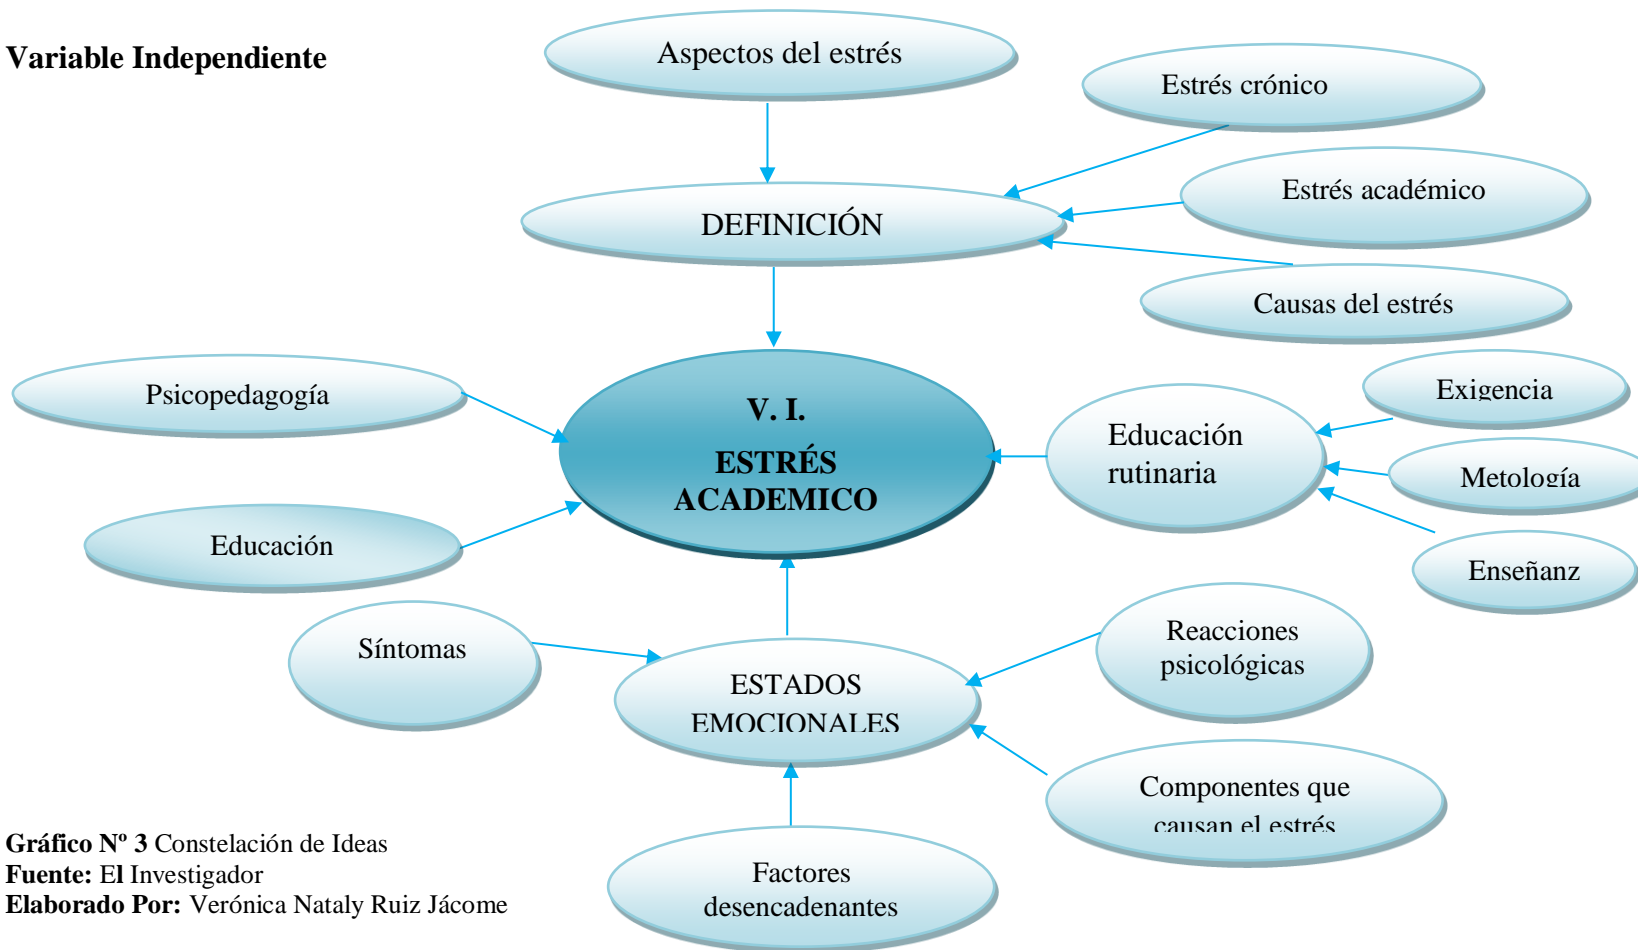 Variable Independiente
Aspectos del estrés
Estrés crónico
Estrés académico
DEFINICIÓN
Causas del estrés
Psicopedagogía
V. I.
ESTRÉS
ACADEMICO
Educación
rutinaria
Exigencia
Metología
Enseñanz
Educación
Síntomas
ESTADOS
EMOCIONALES
Reacciones
psicológicas
Componentes que
causan el estrés
Factores
desencadenantes
Gráfico Nº 3 Constelación de Ideas
Fuente: El Investigador
Elaborado Por: Verónica Nataly Ruiz Jácome